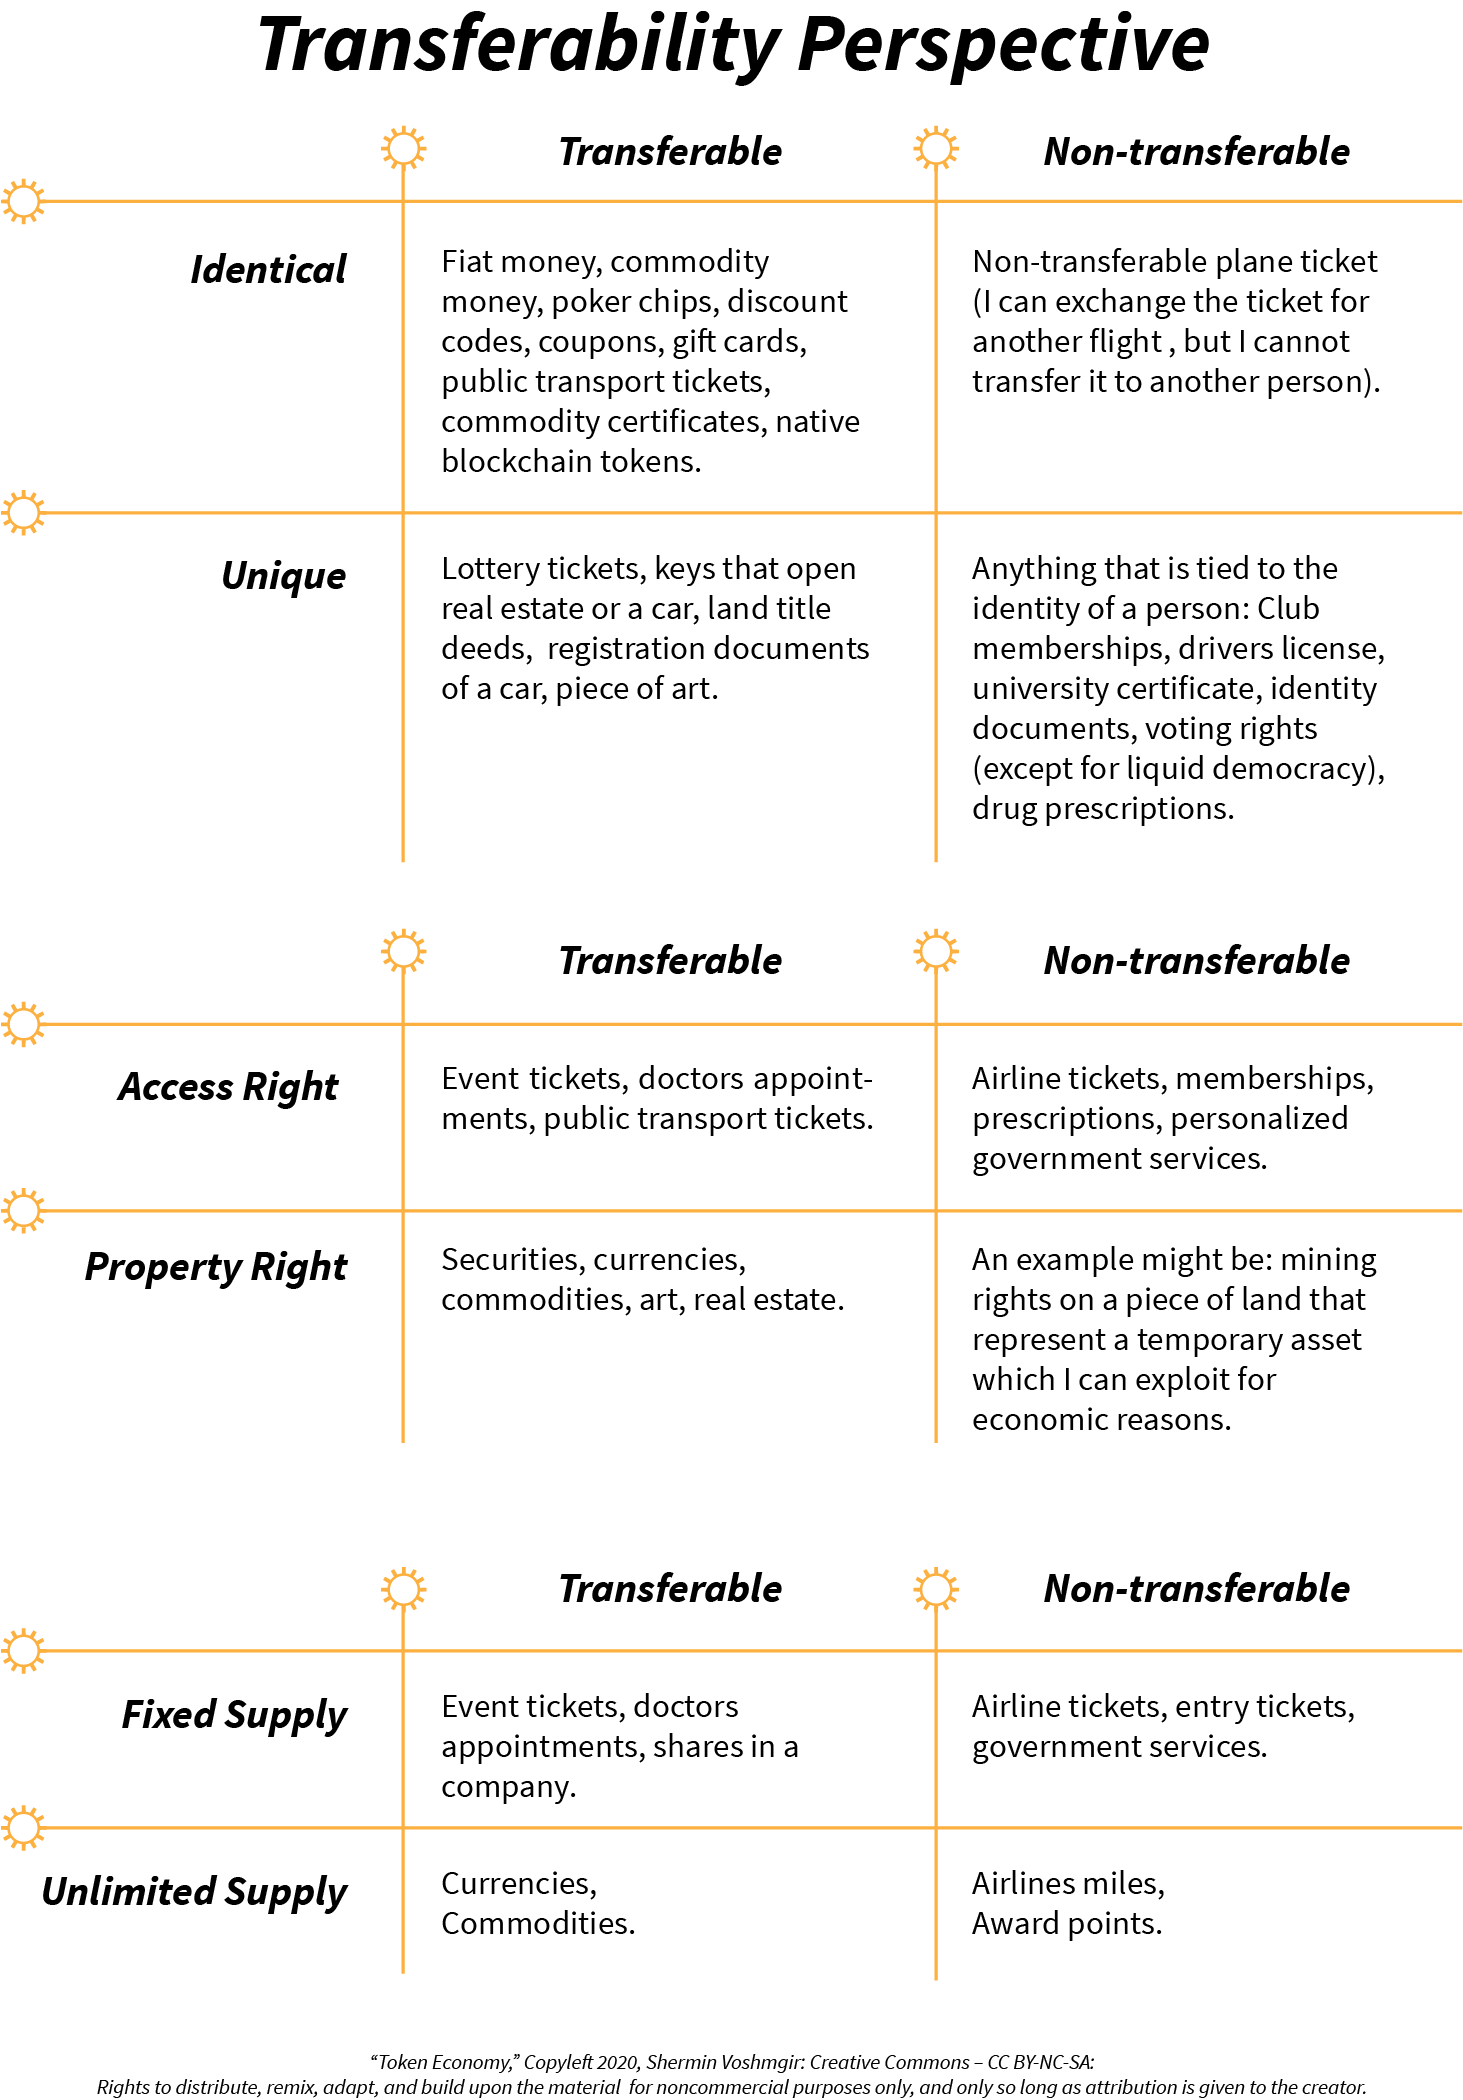 Transferability Perspective
Transferable
Non-transferable
Identical
Fiat money, commodity
money, poker chips, discount
codes, coupons, gift cards,
public transport tickets,
commodity certificates, native
blockchain tokens.
Non-transferable plane ticket
(I can exchange the ticket for
another flight , but I cannot
transfer it to another person).
Unique
Lottery tickets, keys that open
real estate or a car, land title
deeds,  registration documents
of a car, piece of art.
Anything that is tied to the
identity of a person: Club
memberships, drivers license,
university certificate, identity
documents, voting rights
(except for liquid democracy),
drug prescriptions.
Transferable
Non-transferable
Access Right
Event tickets, doctors appoint-
ments, public transport tickets.
Airline tickets, memberships,
prescriptions, personalized
government services.
Property Right
Securities, currencies,
commodities, art, real estate.
An example might be: mining
rights on a piece of land that
represent a temporary asset
which I can exploit for
economic reasons.
Transferable
Non-transferable
Fixed Supply
Event tickets, doctors
appointments, shares in a
company.
Airline tickets, entry tickets,
government services.
Unlimited Supply
Currencies,
Commodities.
Airlines miles,
Award points.
“Token Economy,” Copyleft 2020, Shermin Voshmgir: Creative Commons – CC BY-NC-SA:
Rights to distribute, remix, adapt, and build upon the material  for noncommercial purposes only, and only so long as attribution is given to the creator.